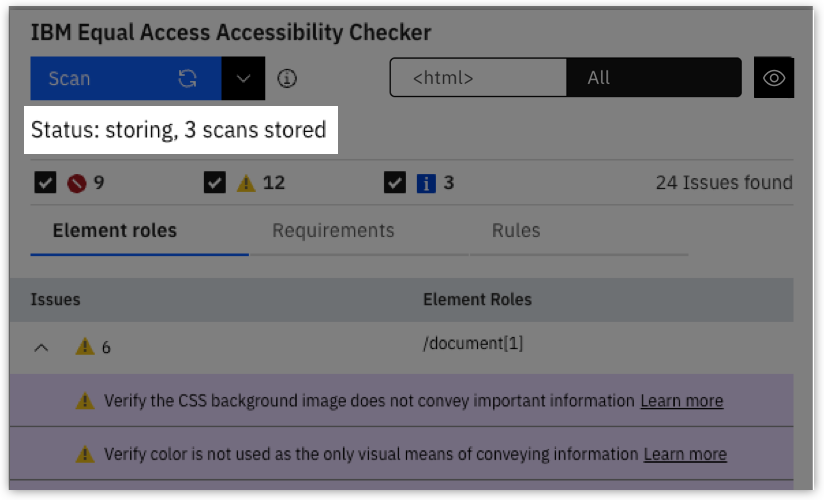 IBM Equal Access Accessibility Checker
Scan
<html>
All
Status: storing, 3 scans stored
9
12
3
24 Issues found
Element roles
Requirements
Rules
Issues
Element Roles
6
/document[1]
Verify the CSS background image does not convey important information Learn more
Verify color is not used as the only visual means of conveying information Learn more